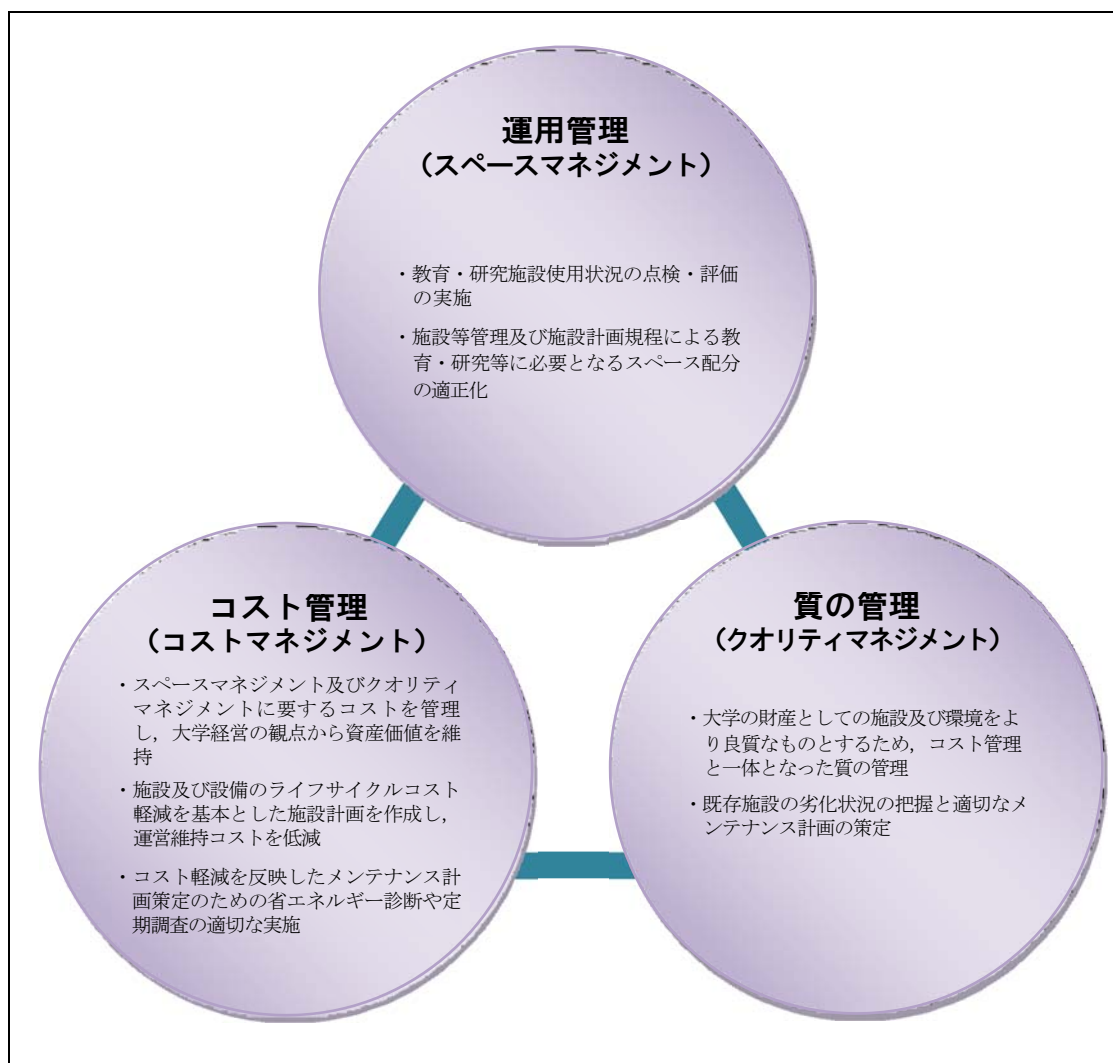 運用管理
（スペースマネジメント）
・教育・研究施設使用状況の点検・評価
の実施
・施設等管理及び施設計画規程による教
育・研究等に必要となるスペース配分
の適正化
コスト管理
（コストマネジメント）
・スペースマネジメント及びクオリティ
マネジメントに要するコストを管理
し，大学経営の観点から資産価値を維
持
・施設及び設備のライフサイクルコスト
軽減を基本とした施設計画を作成し，
運営維持コストを低減
・コスト軽減を反映したメンテナンス計
画策定のための省エネルギー診断や定
期調査の適切な実施
質の管理
（クオリティマネジメント）
・大学の財産としての施設及び環境をよ
り良質なものとするため，コスト管理
と一体となった質の管理
・既存施設の劣化状況の把握と適切なメ
ンテナンス計画の策定